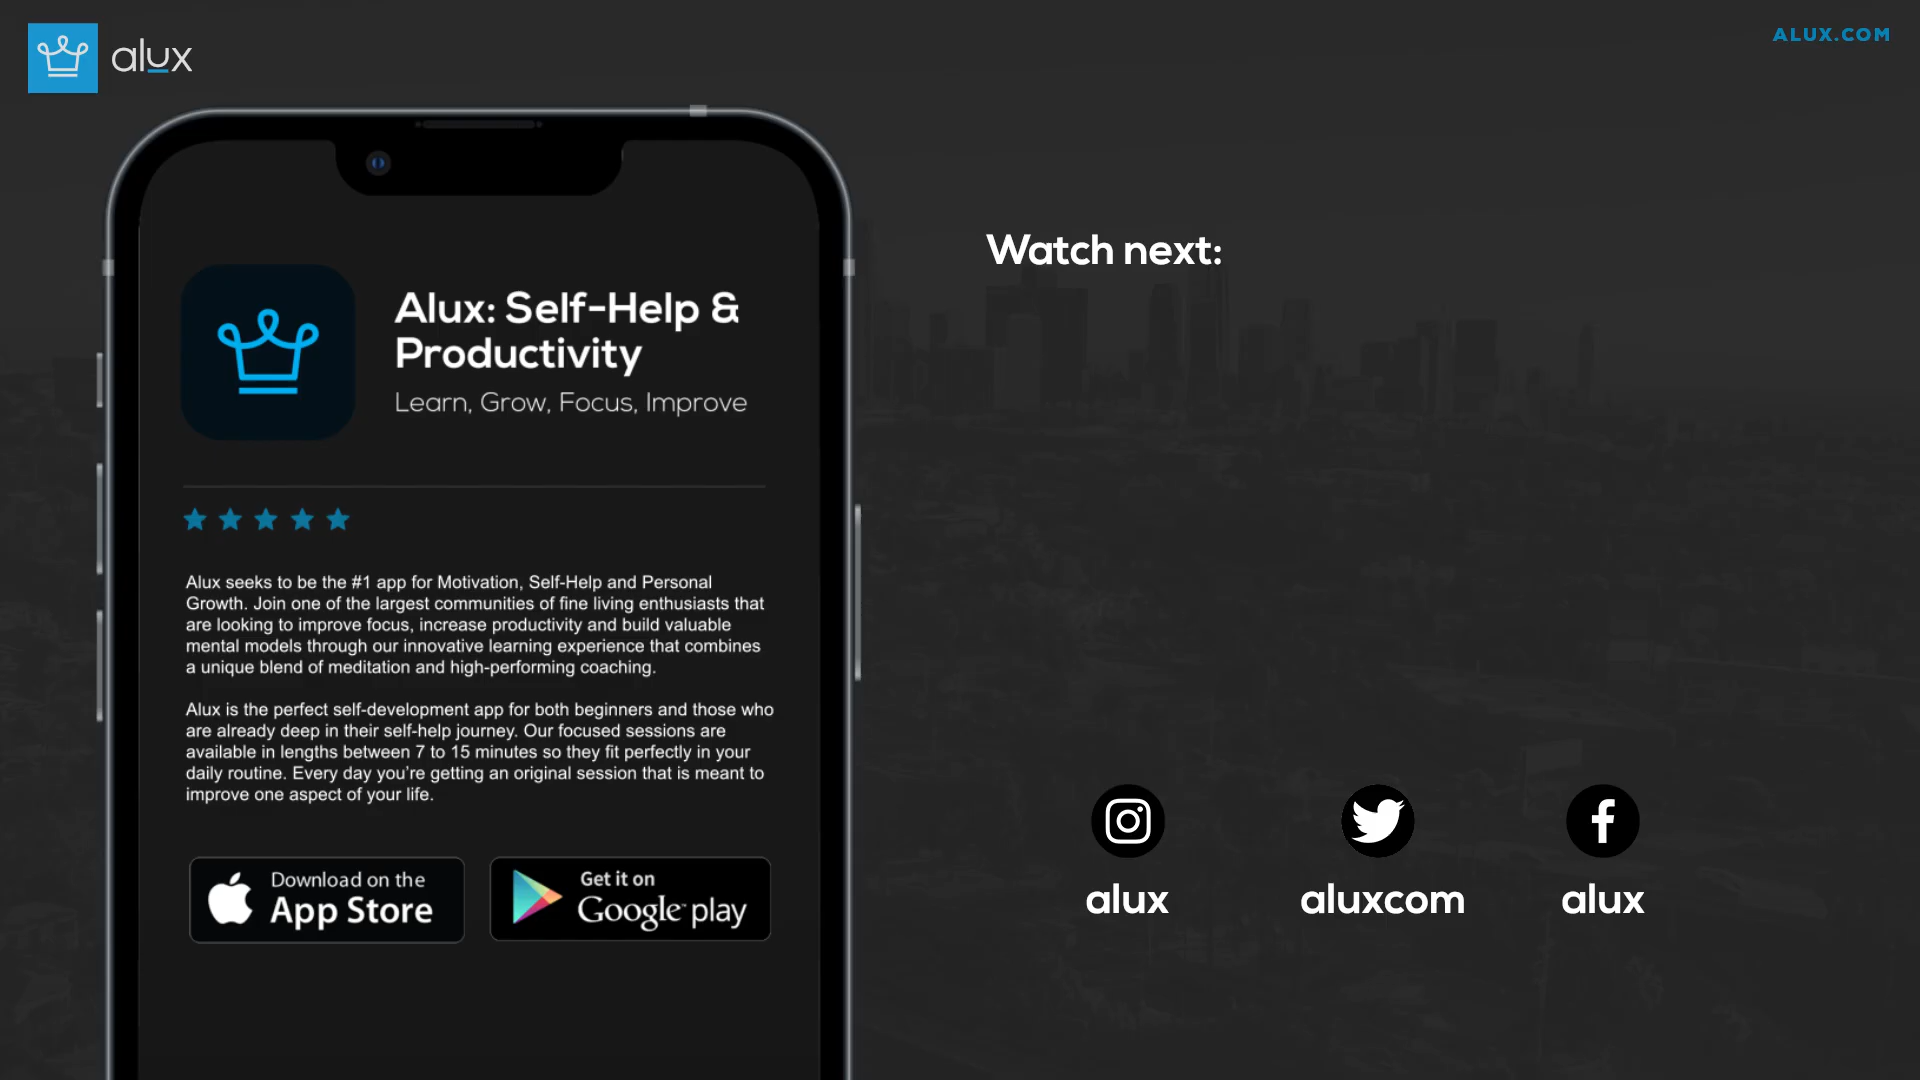 alux
ALUX.COM
Alux: Self-Help &
Productivity
Learn, Grow, Focus, Improve
Alux seeks to be the #1 app for Motivation, Self-Help and Personal
Growth. Join one of the largest communities of fine living enthusiasts that
are looking to improve focus, increase productivity and build valuable
mental models through our innovative learning experience that combines
a unique blend of meditation and high-performing coaching.
Alux is the perfect self-development app for both beginners and those who
are already deep in their self-help journey. Our focused sessions are
available in lengths between 7 to 15 minutes so they fit perfectly in your
daily routine. Every day you're getting an original session that is meant to
improve one aspect of your life.
Download on the
App Store
Get it on
Google play
Watch next:
alux
aluxcom
alux